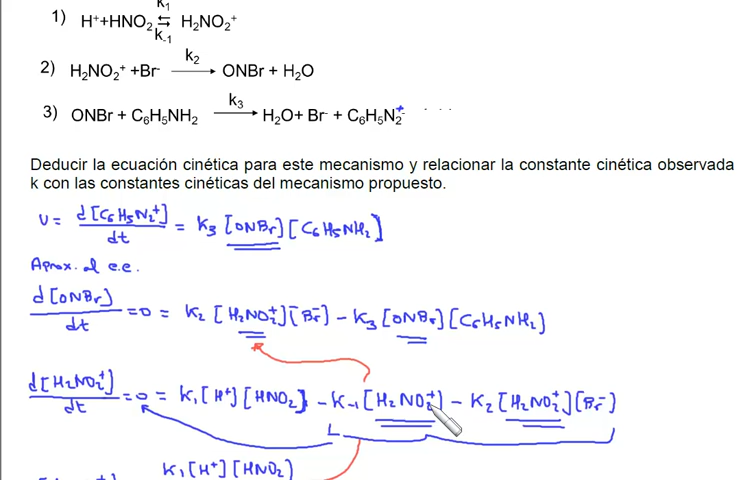 k1
1) H⁺+HNO₂ ⇆ H₂NO₂⁺
k-1
k₂
2) H₂NO₂⁺ +Br⁻ ⟶ ONBr + H₂O
k₃
3) ONBr + C₆H₅NH₂ ⟶ H₂O+ Br⁻ + C₆H₅N₂⁺
Deducir la ecuación cinética para este mecanismo y relacionar la constante cinética observada
k con las constantes cinéticas del mecanismo propuesto.
v = d[C₆H₅N₂⁺]/dt = K₃ [ONBr][C₆H₅NH₂]
Aprox. al e.e.
d[ONBr]/dt = 0 = K₂ [H₂NO₂⁺][Br⁻] − K₃ [ONBr][C₆H₅NH₂]
d[H₂NO₂⁺]/dt = 0 = K₁ [H⁺][HNO₂] − K₋₁ [H₂NO₂⁺] − K₂ [H₂NO₂⁺][Br⁻]
K₁[H⁺][HNO₂]